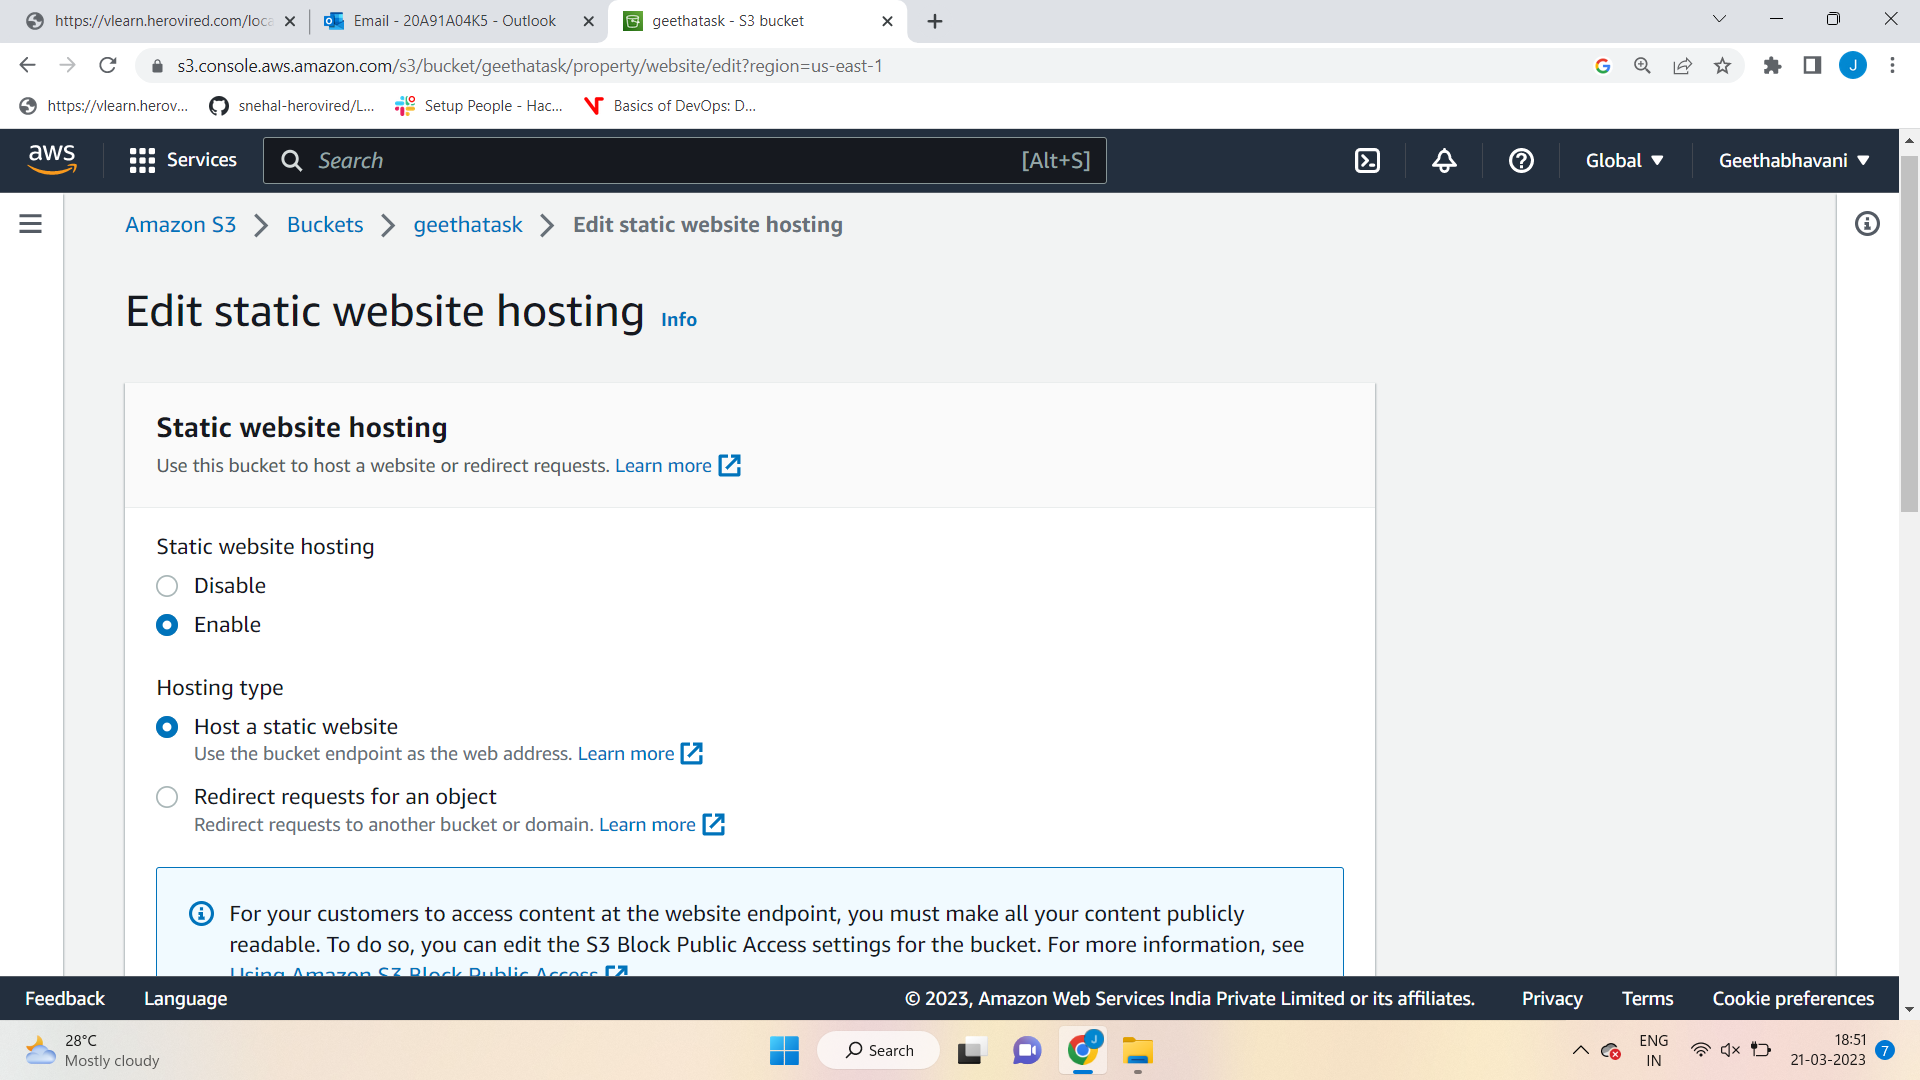 https://vlearn.herovired.com/loca
Email - 20A91A04K5 - Outlook
geethatask - S3 bucket
s3.console.aws.amazon.com/s3/bucket/geethatask/property/website/edit?region=us-east-1
J
https://vlearn.herov...
snehal-herovired/L...
Setup People - Hac...
Basics of DevOps: D...
aws
Services
Search
[Alt+S]
Global
Geethabhavani
Amazon S3
Buckets
geethatask
Edit static website hosting
Edit static website hosting
Info
Static website hosting
Use this bucket to host a website or redirect requests. Learn more
Static website hosting
Disable
Enable
Hosting type
Host a static website
Use the bucket endpoint as the web address. Learn more
Redirect requests for an object
Redirect requests to another bucket or domain. Learn more
For your customers to access content at the website endpoint, you must make all your content publicly
readable. To do so, you can edit the S3 Block Public Access settings for the bucket. For more information, see
Using Amazon S3 Block Public Access
Feedback
Language
© 2023, Amazon Web Services India Private Limited or its affiliates.
Privacy
Terms
Cookie preferences
28°C
Mostly cloudy
Search
J
ENG
IN
18:51
21-03-2023
7